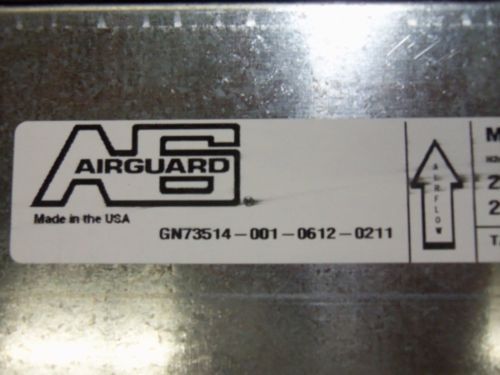 AIRGUARD
Made in the USA
GN73514-001-0612-0211
AIRFLOW